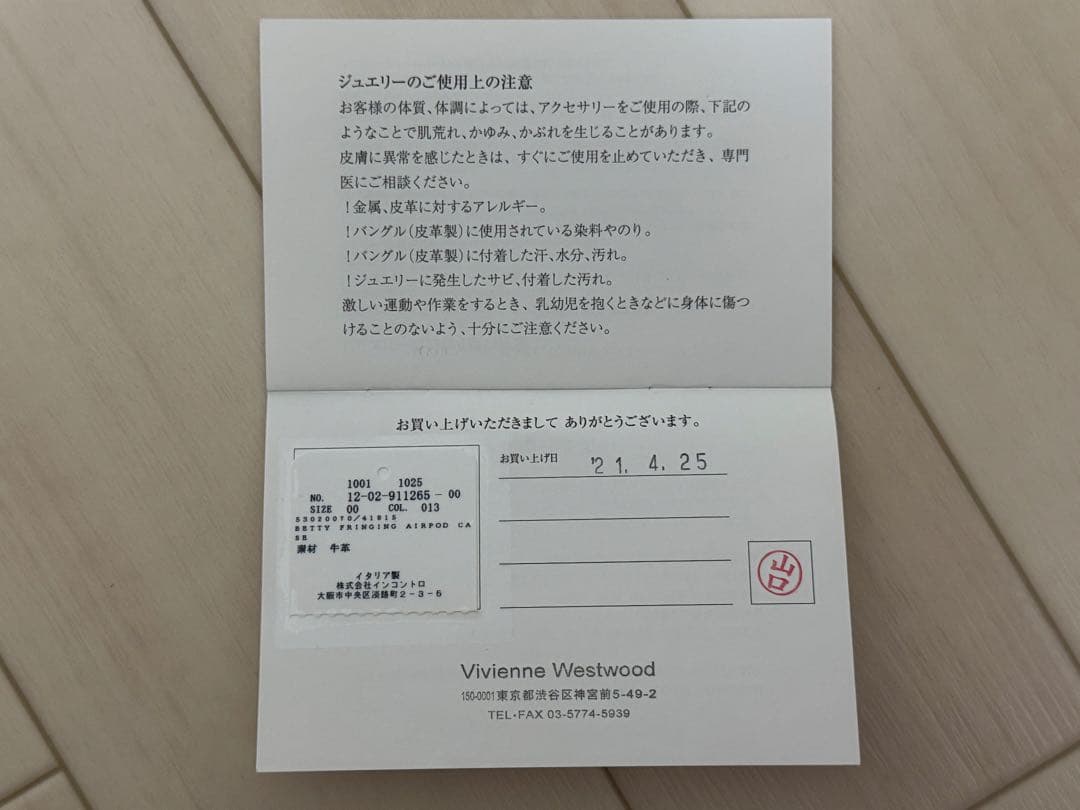 ジュエリーのご使用上の注意
お客様の体質、体調によっては、アクセサリーをご使用の際、下記の
ようなことで肌荒れ、かゆみ、かぶれを生じることがあります。
皮膚に異常を感じたときは、すぐにご使用を止めていただき、専門
医にご相談ください。
!金属、皮革に対するアレルギー。
!バングル(皮革製)に使用されている染料やのり。
!バングル(皮革製)に付着した汗、水分、汚れ。
!ジュエリーに発生したサビ、付着した汚れ。
激しい運動や作業をするとき、乳幼児を抱くときなどに身体に傷つ
けることのないよう、十分にご注意ください。
お買い上げいただきまして ありがとうございます。
1001 1025
NO. 12-02-911265-00
SIZE 00 COL. 013
53020070/41815
BETTY FRINGING AIRPOD CA
SE
素材 牛革
イタリア製
株式会社インコントロ
大阪市中央区淡路町2-3-5
お買い上げ日 '21.4.25
山口
Vivienne Westwood
150-0001東京都渋谷区神宮前5-49-2
TEL・FAX 03-5774-5939